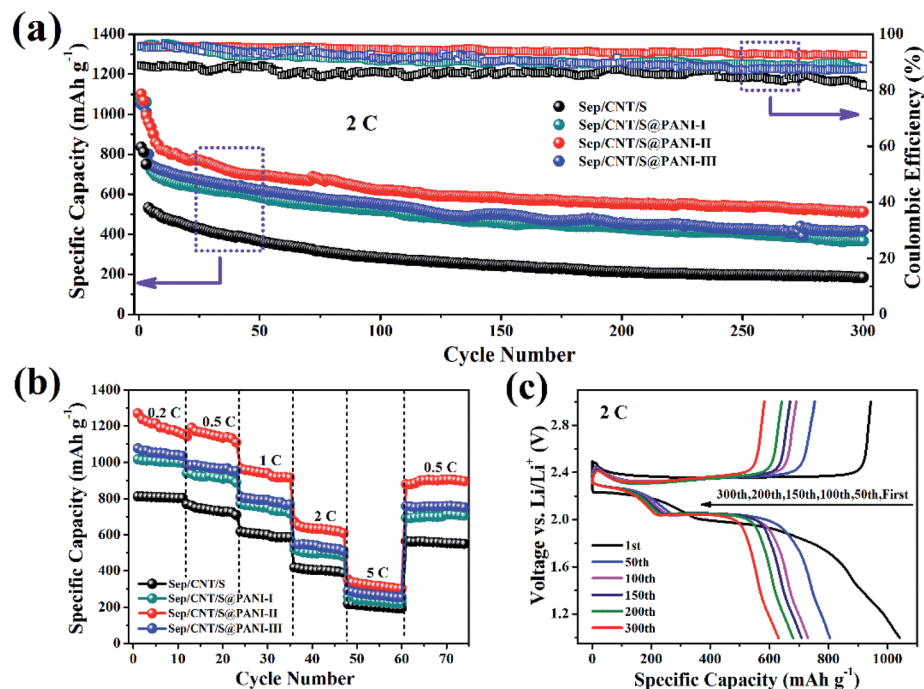 (a)
Specific Capacity (mAh g⁻¹)
1400
1200
1000
800
600
400
200
0
2 C
Sep/CNT/S
Sep/CNT/S@PANI-I
Sep/CNT/S@PANI-II
Sep/CNT/S@PANI-III
100
80
60
40
20
0
Coulombic Efficiency (%)
0 50 100 150 200 250 300
Cycle Number
(b)
Specific Capacity (mAh g⁻¹)
1400
1200
1000
800
600
400
200
0
0.2 C
0.5 C
1 C
2 C
5 C
0.5 C
Sep/CNT/S
Sep/CNT/S@PANI-I
Sep/CNT/S@PANI-II
Sep/CNT/S@PANI-III
0 10 20 30 40 50 60 70
Cycle Number
(c)
Voltage vs. Li/Li⁺ (V)
2.8
2.4
2.0
1.6
1.2
2 C
300th,200th,150th,100th,50th,First
1st
50th
100th
150th
200th
300th
0 200 400 600 800 1000
Specific Capacity (mAh g⁻¹)